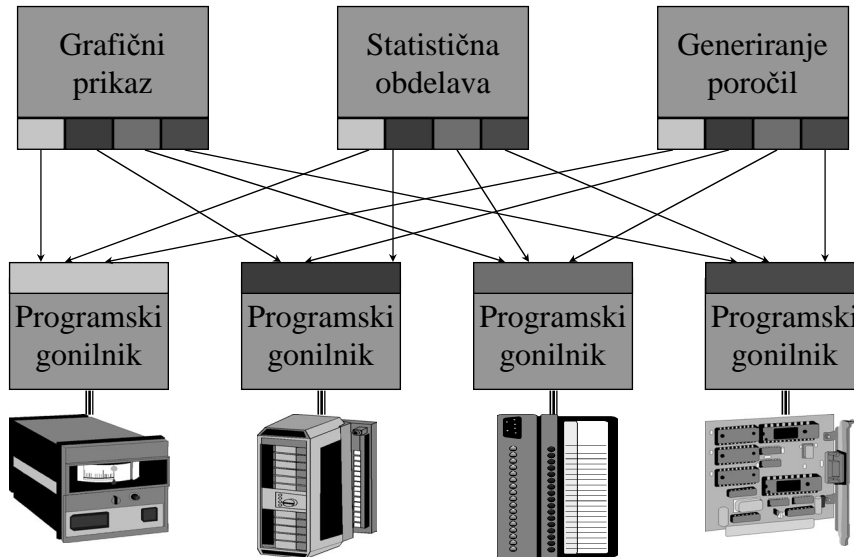 Grafični
prikaz
Statistična
obdelava
Generiranje
poročil
Programski
gonilnik
Programski
gonilnik
Programski
gonilnik
Programski
gonilnik